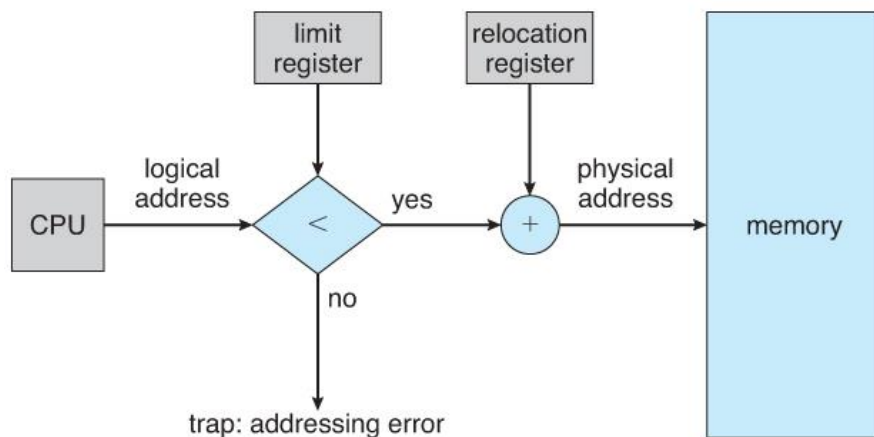 limit
register
relocation
register
logical
address
physical
address
CPU
<
yes
+
memory
no
trap: addressing error